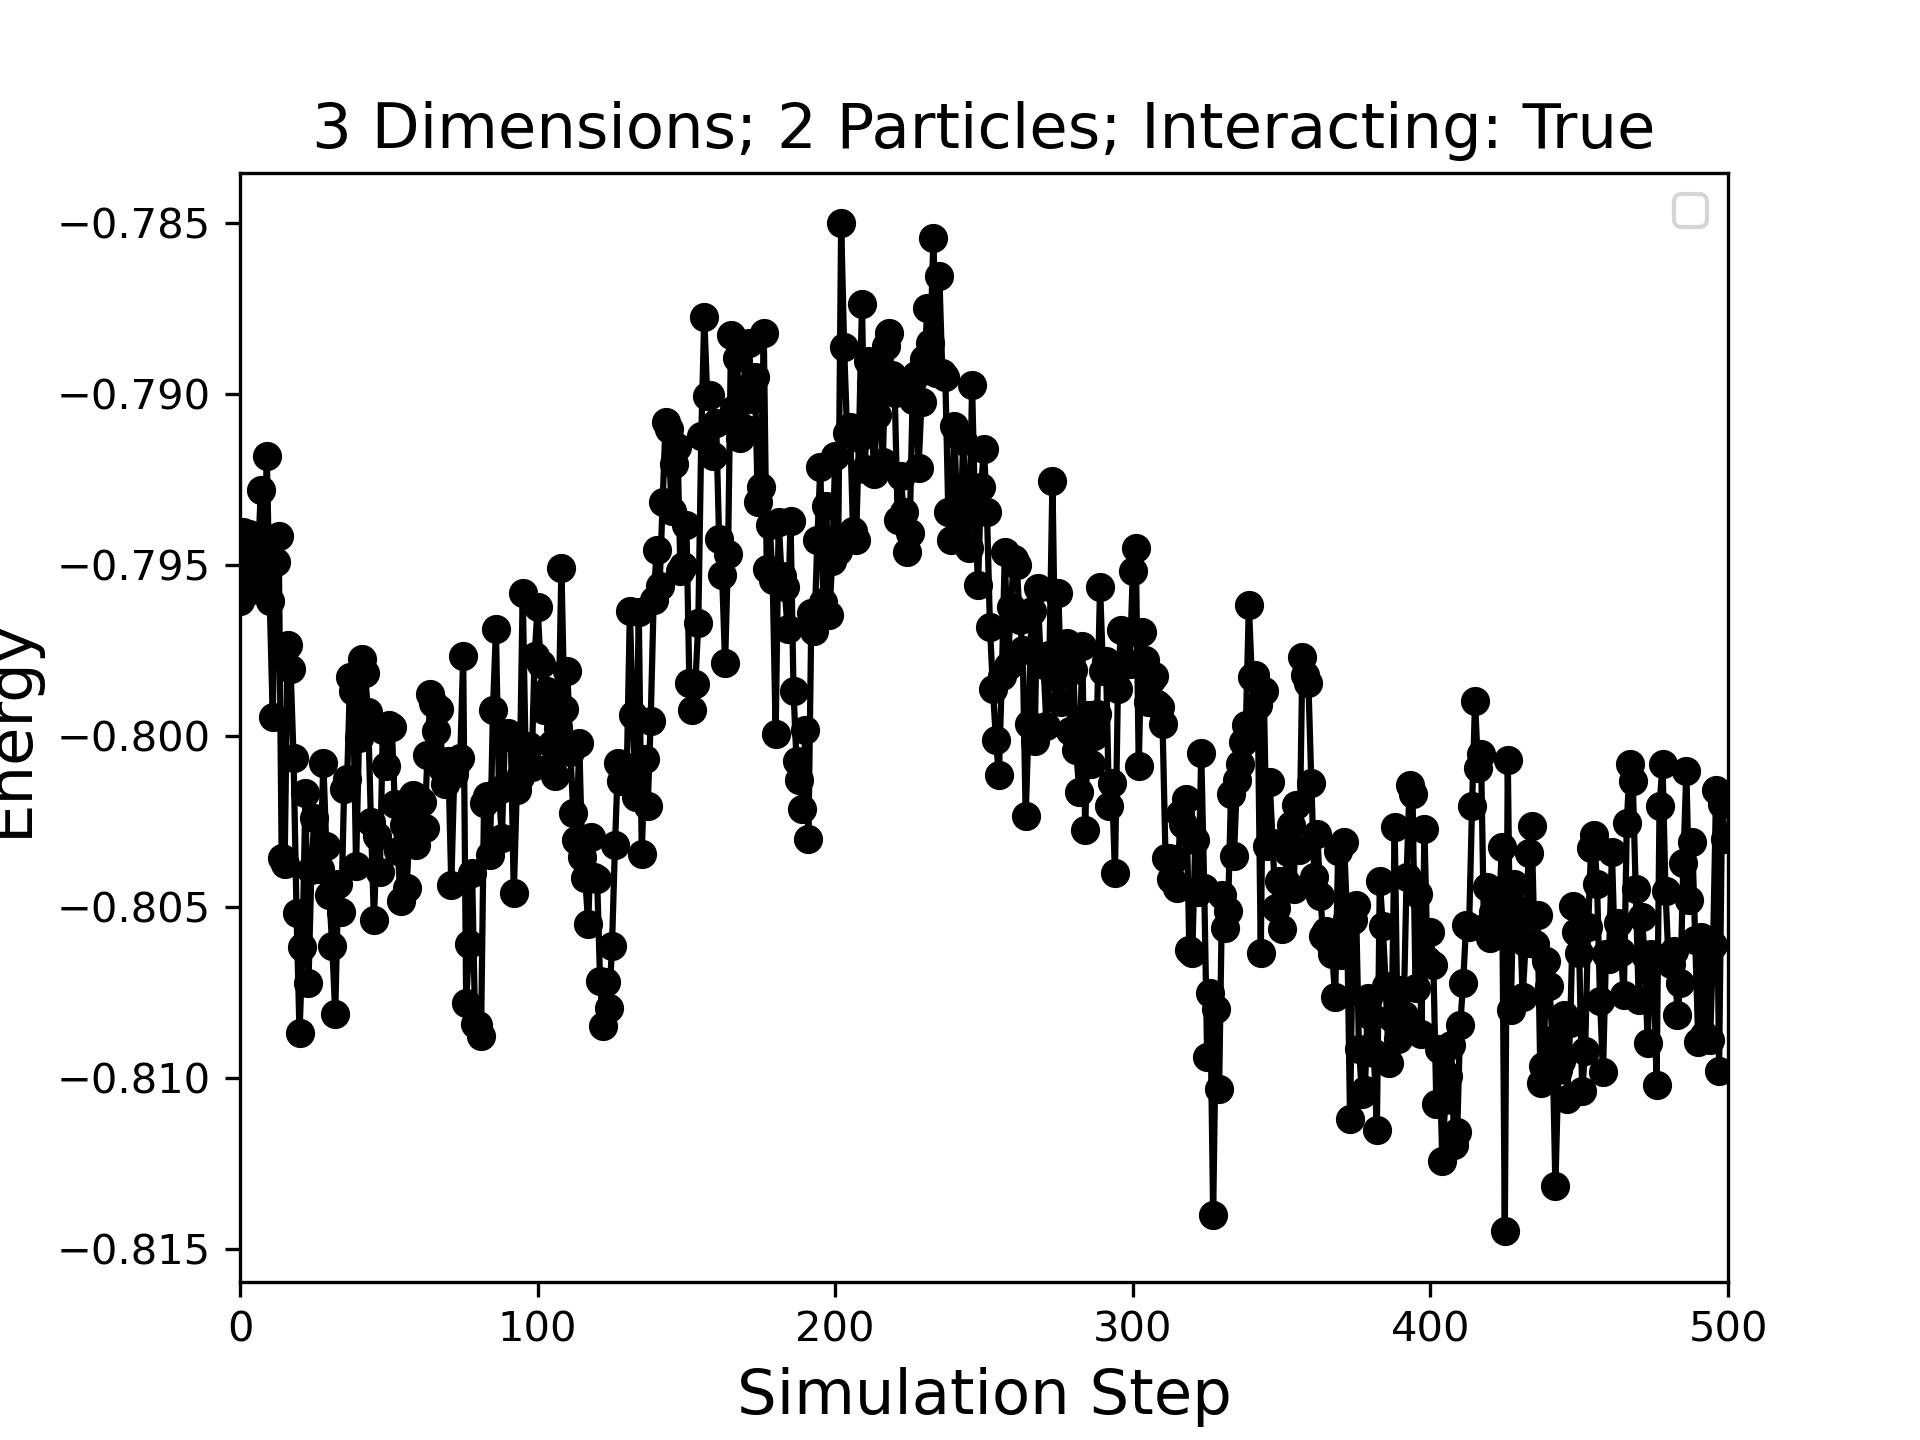 3 Dimensions; 2 Particles; Interacting: True
−0.785
−0.790
−0.795
−0.800
−0.805
−0.810
−0.815
Energy
0 100 200 300 400 500
Simulation Step